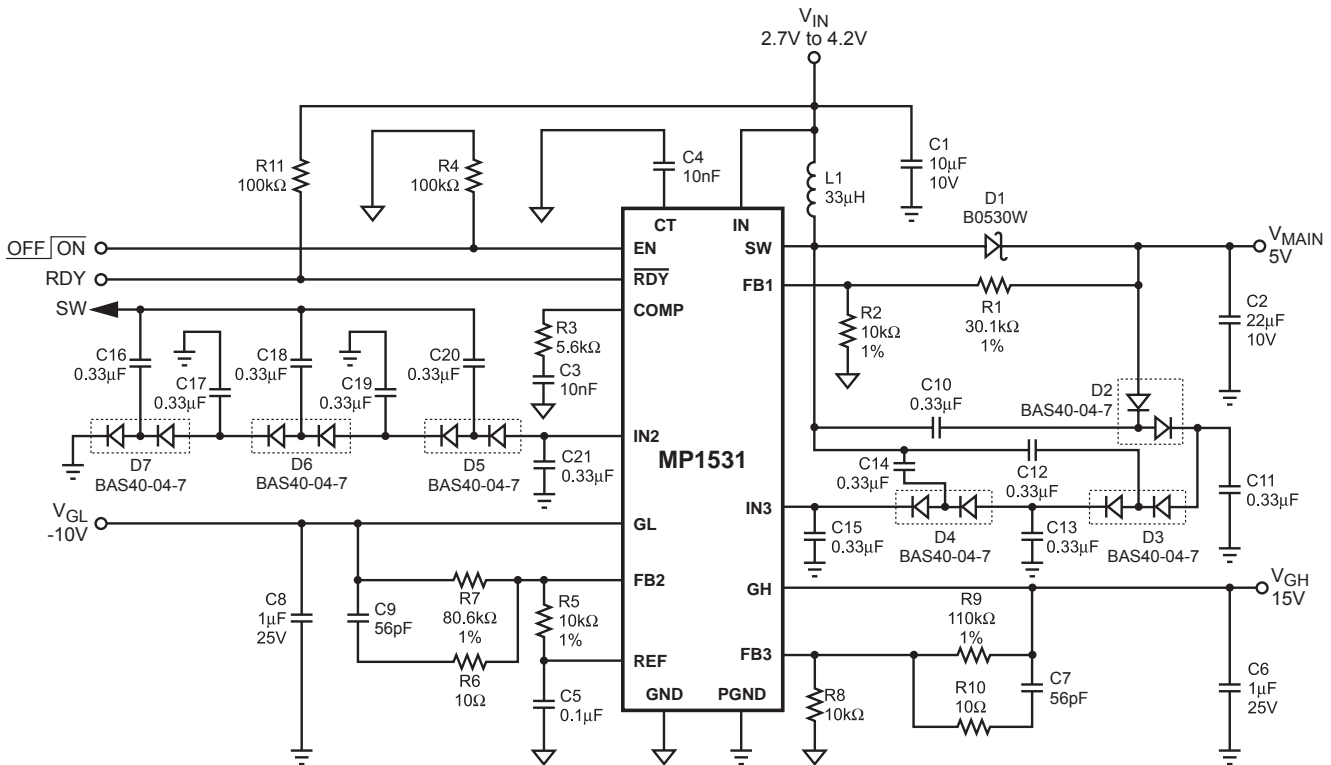 VIN
2.7V to 4.2V
R11
100kΩ
R4
100kΩ
C4
10nF
L1
33µH
C1
10µF
10V
D1
B0530W
CT
IN
OFF ON
EN
SW
VMAIN
5V
RDY
RDY
FB1
SW
COMP
R3
5.6kΩ
C3
10nF
R2
10kΩ
1%
R1
30.1kΩ
1%
C2
22µF
10V
C16
0.33µF
C17
0.33µF
C18
0.33µF
C19
0.33µF
C20
0.33µF
C10
0.33µF
D2
BAS40-04-7
D7
BAS40-04-7
D6
BAS40-04-7
D5
BAS40-04-7
IN2
C21
0.33µF
MP1531
C14
0.33µF
C12
0.33µF
C11
0.33µF
IN3
C15
0.33µF
D4
BAS40-04-7
C13
0.33µF
D3
BAS40-04-7
VGL
-10V
GL
GH
VGH
15V
C8
1µF
25V
C9
56pF
R7
80.6kΩ
1%
R6
10Ω
FB2
R5
10kΩ
1%
REF
C5
0.1µF
GND
PGND
FB3
R8
10kΩ
R9
110kΩ
1%
R10
10Ω
C7
56pF
C6
1µF
25V